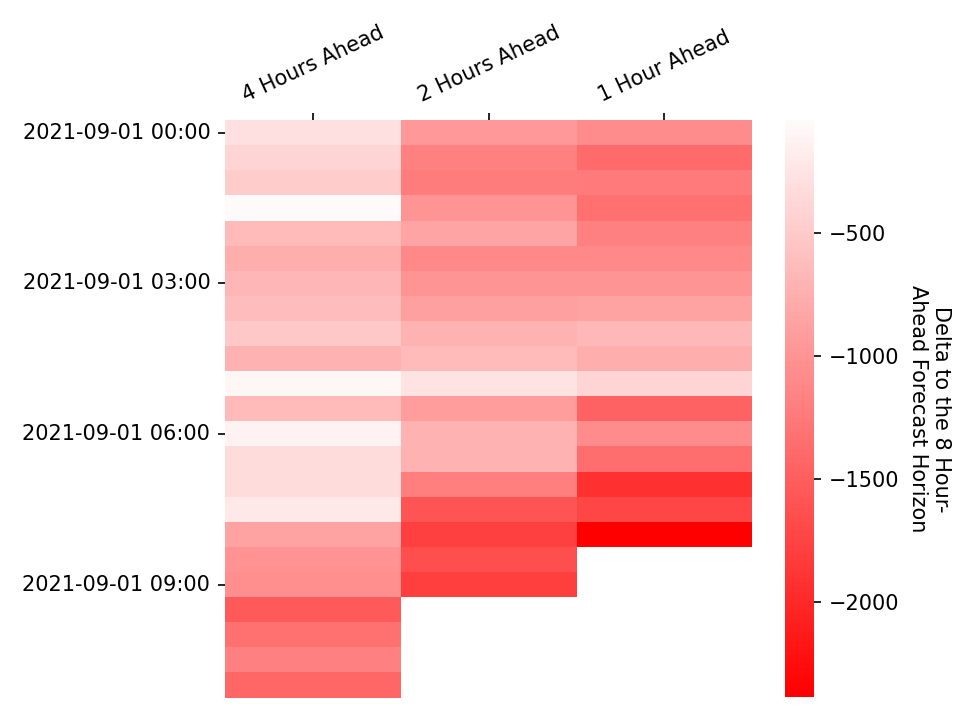 4 Hours Ahead
2 Hours Ahead
1 Hour Ahead
2021-09-01 00:00
2021-09-01 03:00
2021-09-01 06:00
2021-09-01 09:00
−500
−1000
−1500
−2000
Delta to the 8 Hour-
Ahead Forecast Horizon